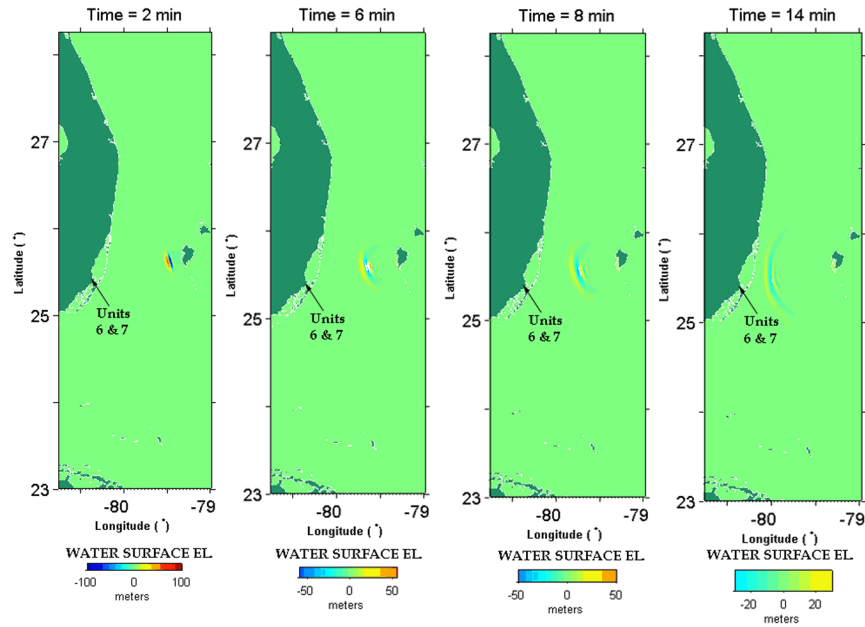 Time = 2 min
Time = 6 min
Time = 8 min
Time = 14 min
27
25
23
-80
-79
Latitude ( ° )
Longitude ( ° )
Units
6 & 7
WATER SURFACE EL.
-100 0 100
meters
27
25
23
-80
-79
Latitude ( ° )
Longitude ( ° )
Units
6 & 7
WATER SURFACE EL.
-50 0 50
meters
27
25
23
-80
-79
Latitude ( ° )
Longitude ( ° )
Units
6 & 7
WATER SURFACE EL.
-50 0 50
meters
27
25
23
-80
-79
Latitude ( ° )
Longitude ( ° )
Units
6 & 7
WATER SURFACE EL.
-20 0 20
meters